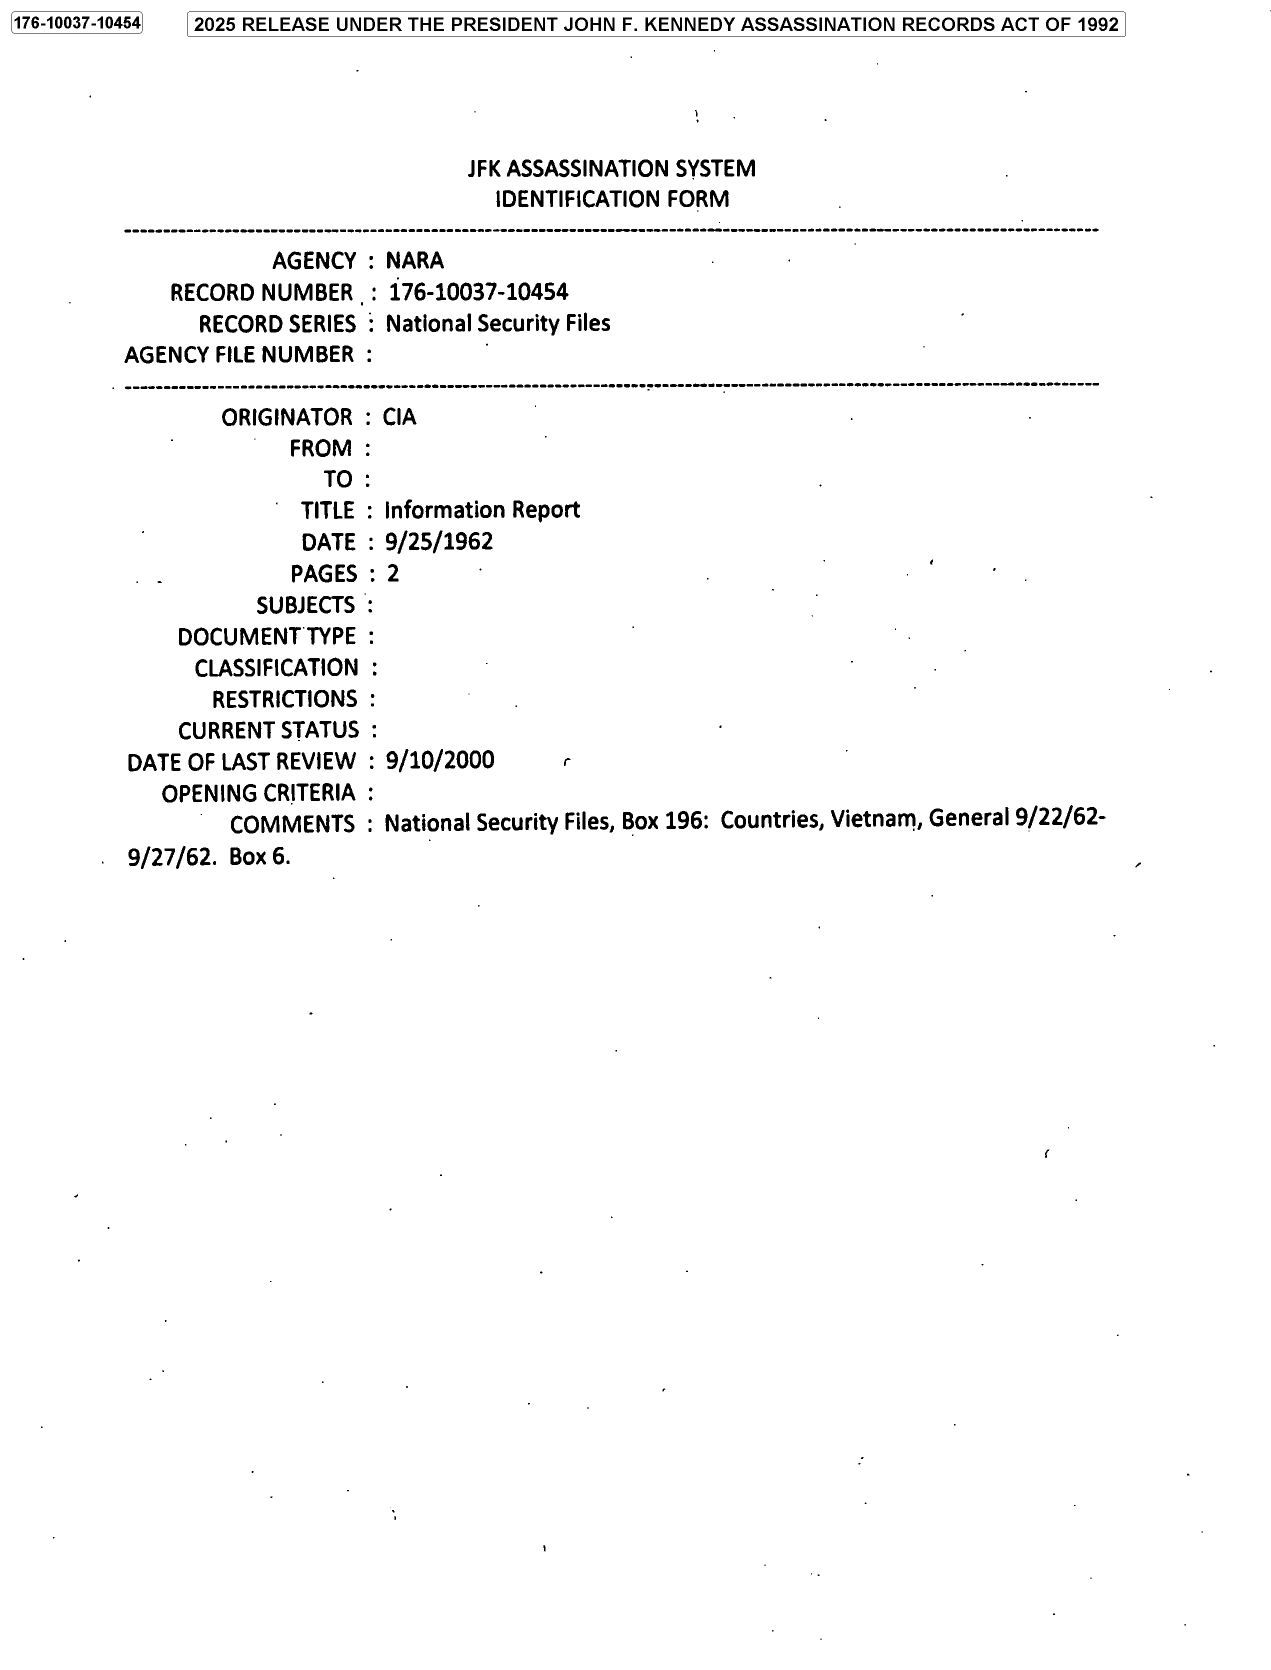 176-10037-10454
2025 RELEASE UNDER THE PRESIDENT JOHN F. KENNEDY ASSASSINATION RECORDS ACT OF 1992
JFK ASSASSINATION SYSTEM
IDENTIFICATION FORM
AGENCY : NARA
RECORD NUMBER : 176-10037-10454
RECORD SERIES : National Security Files
AGENCY FILE NUMBER :
ORIGINATOR : CIA
FROM :
TO :
TITLE : Information Report
DATE : 9/25/1962
PAGES : 2
SUBJECTS :
DOCUMENT TYPE :
CLASSIFICATION :
RESTRICTIONS :
CURRENT STATUS :
DATE OF LAST REVIEW : 9/10/2000
OPENING CRITERIA :
COMMENTS : National Security Files, Box 196: Countries, Vietnam, General 9/22/62-
9/27/62. Box 6.